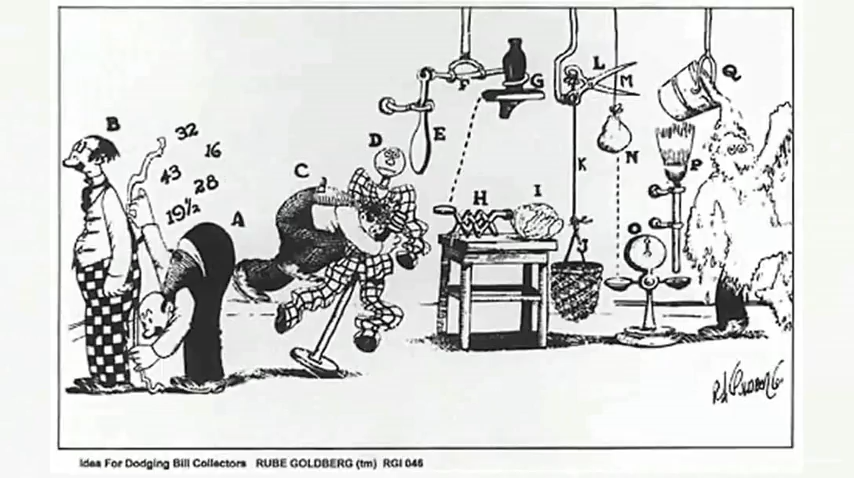 B
32
16
43
28
19½
A
C
D
E
F
G
H
I
J
K
L
M
N
O
P
Q
Idea For Dodging Bill Collectors RUBE GOLDBERG (tm) RGI 046